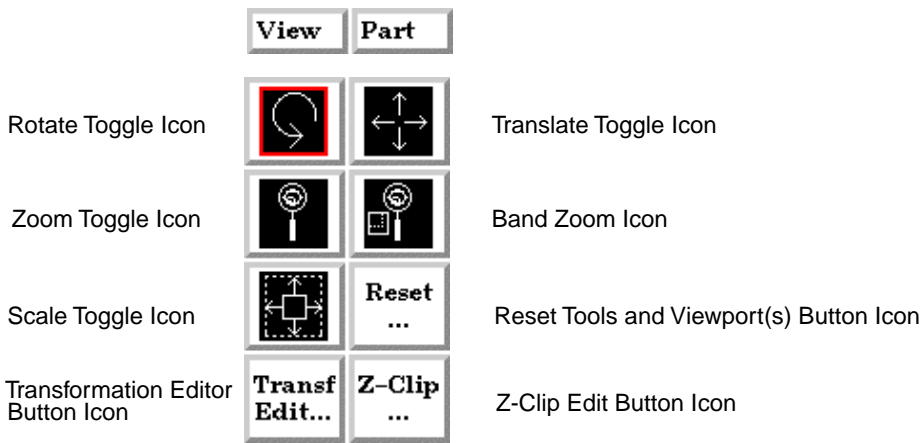 View Part
Rotate Toggle Icon
Translate Toggle Icon
Zoom Toggle Icon
Band Zoom Icon
Scale Toggle Icon
Reset
...
Reset Tools and Viewport(s) Button Icon
Transformation Editor
Button Icon
Transf
Edit...
Z-Clip
...
Z-Clip Edit Button Icon